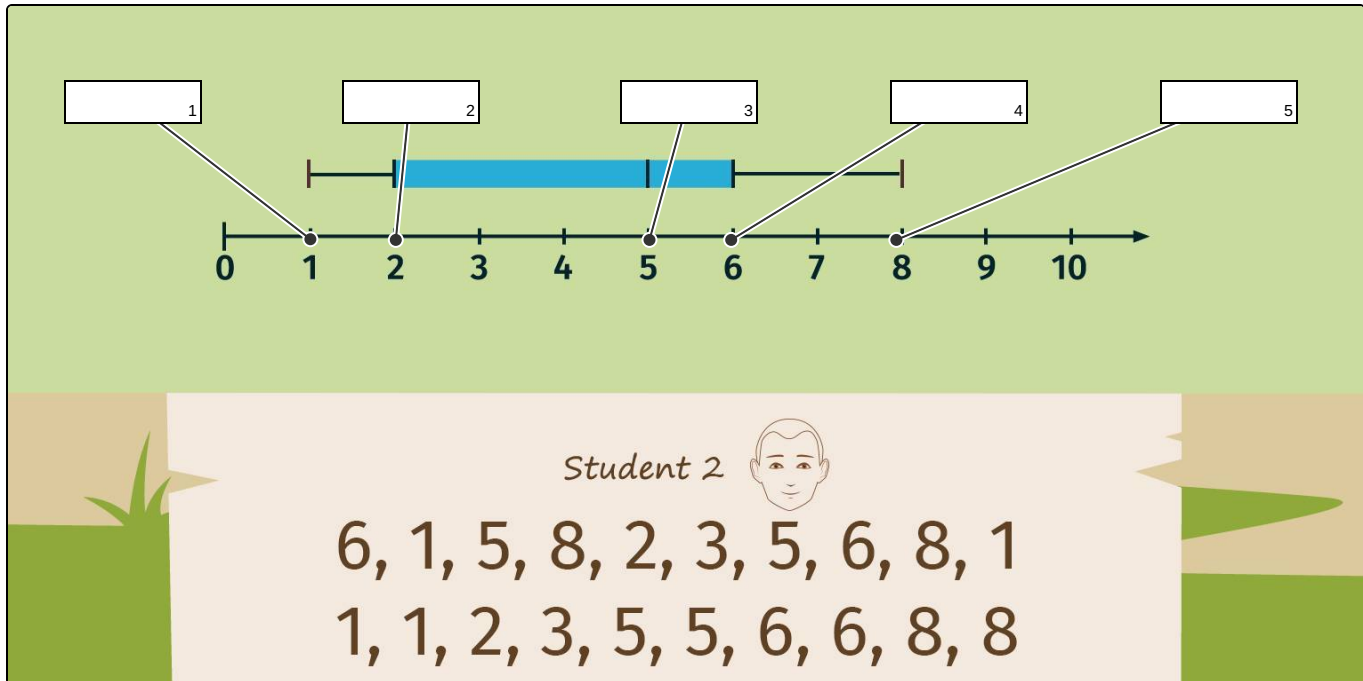 1 2 3 4 5
0 1 2 3 4 5 6 7 8 9 10
Student 2
6, 1, 5, 8, 2, 3, 5, 6, 8, 1
1, 1, 2, 3, 5, 5, 6, 6, 8, 8